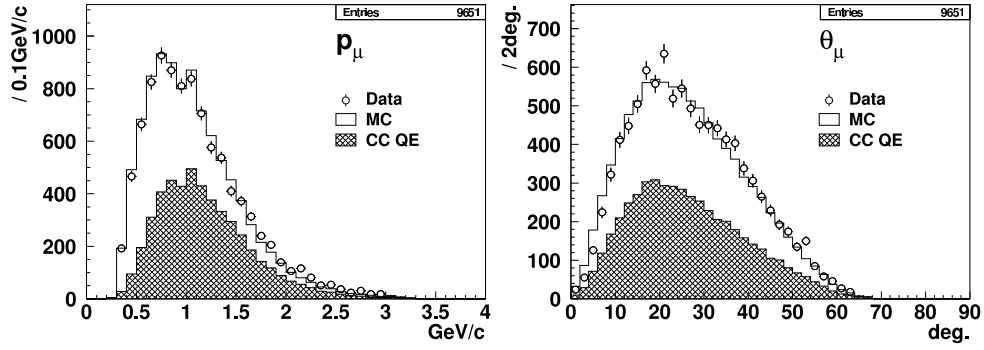 Entries 9651
/ 0.1GeV/c
pμ
Data
MC
CC QE
1000
800
600
400
200
0
0 0.5 1 1.5 2 2.5 3 3.5 4
GeV/c
Entries 9651
/ 2deg.
θμ
Data
MC
CC QE
700
600
500
400
300
200
100
0
0 10 20 30 40 50 60 70 80 90
deg.